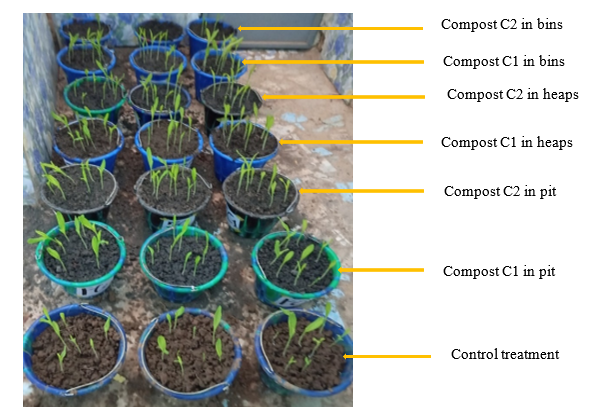 Compost C2 in bins
Compost C1 in bins
Compost C2 in heaps
Compost C1 in heaps
Compost C2 in pit
Compost C1 in pit
Control treatment